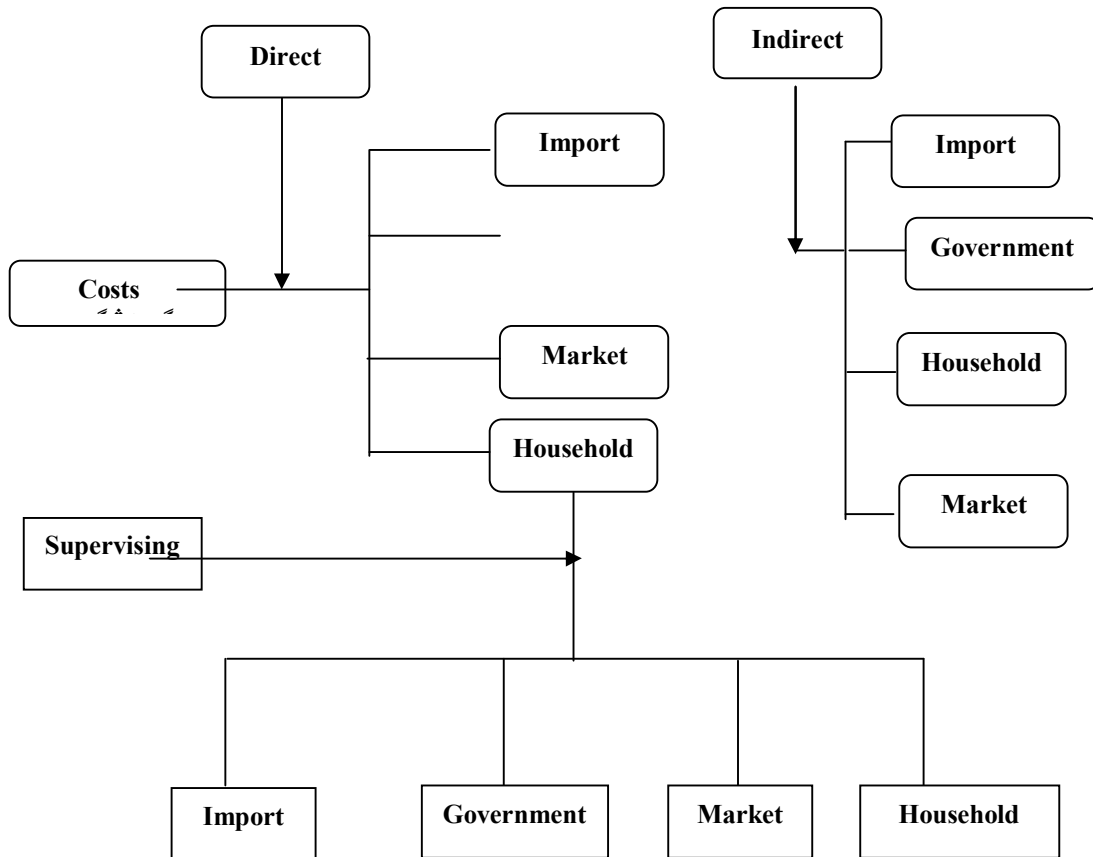 Direct
Indirect
Import
Import
Government
Costs
Market
Household
Household
Market
Supervising
Import
Government
Market
Household